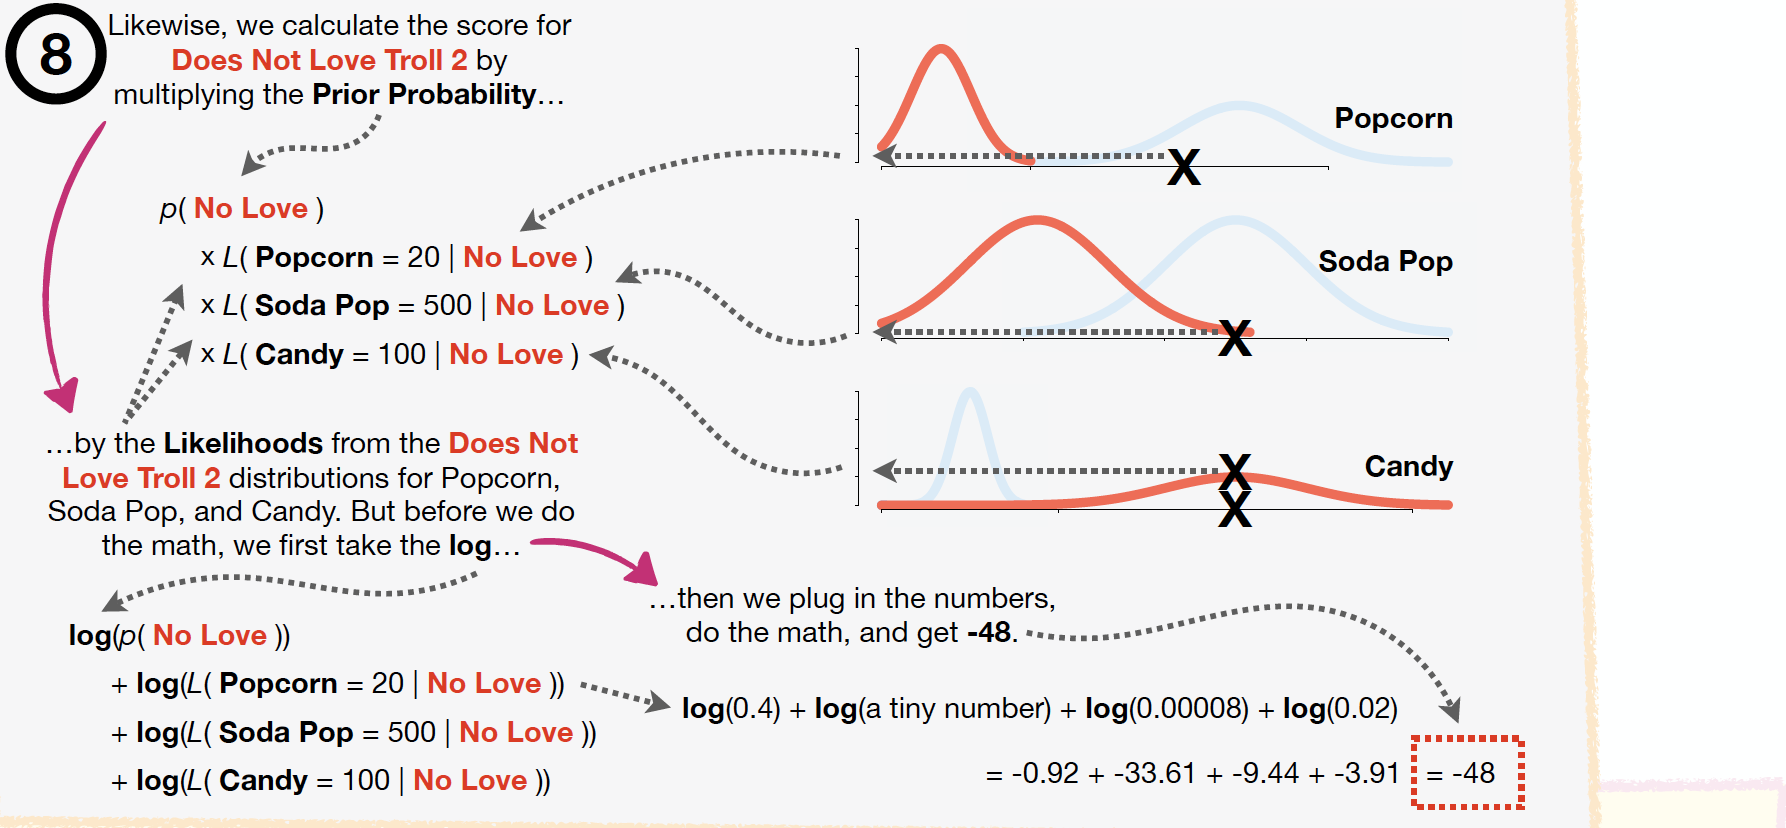 8
Likewise, we calculate the score for
Does Not Love Troll 2 by
multiplying the Prior Probability…
p( No Love )
x L( Popcorn = 20 | No Love )
x L( Soda Pop = 500 | No Love )
x L( Candy = 100 | No Love )
…by the Likelihoods from the Does Not
Love Troll 2 distributions for Popcorn,
Soda Pop, and Candy. But before we do
the math, we first take the log…
log(p( No Love ))
+ log(L( Popcorn = 20 | No Love ))
+ log(L( Soda Pop = 500 | No Love ))
+ log(L( Candy = 100 | No Love ))
Popcorn
X
Soda Pop
X
Candy
X
X
…then we plug in the numbers,
do the math, and get -48.
log(0.4) + log(a tiny number) + log(0.00008) + log(0.02)
= -0.92 + -33.61 + -9.44 + -3.91 = -48